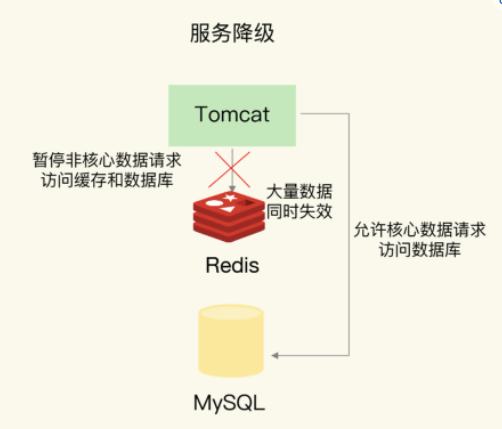 服务降级
Tomcat
暂停非核心数据请求
访问缓存和数据库
大量数据
同时失效
Redis
允许核心数据请求
访问数据库
MySQL